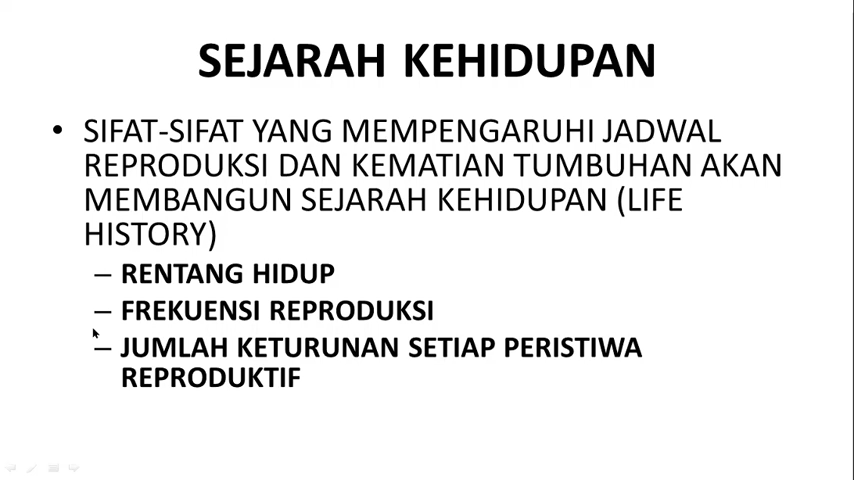 SEJARAH KEHIDUPAN
• SIFAT-SIFAT YANG MEMPENGARUHI JADWAL
REPRODUKSI DAN KEMATIAN TUMBUHAN AKAN
MEMBANGUN SEJARAH KEHIDUPAN (LIFE
HISTORY)
– RENTANG HIDUP
– FREKUENSI REPRODUKSI
– JUMLAH KETURUNAN SETIAP PERISTIWA
REPRODUKTIF